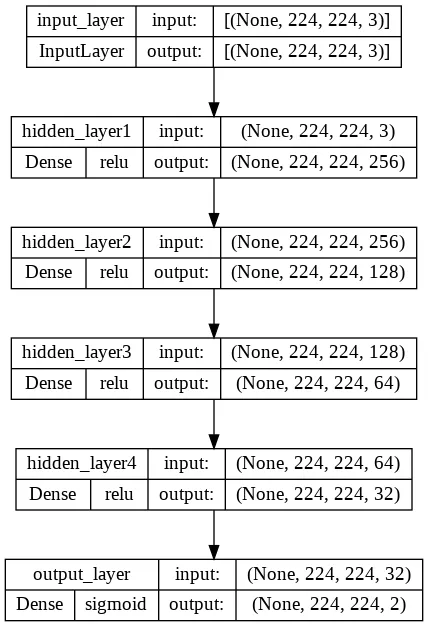 input_layer input: [(None, 224, 224, 3)]
InputLayer output: [(None, 224, 224, 3)]
hidden_layer1 input: (None, 224, 224, 3)
Dense relu output: (None, 224, 224, 256)
hidden_layer2 input: (None, 224, 224, 256)
Dense relu output: (None, 224, 224, 128)
hidden_layer3 input: (None, 224, 224, 128)
Dense relu output: (None, 224, 224, 64)
hidden_layer4 input: (None, 224, 224, 64)
Dense relu output: (None, 224, 224, 32)
output_layer input: (None, 224, 224, 32)
Dense sigmoid output: (None, 224, 224, 2)